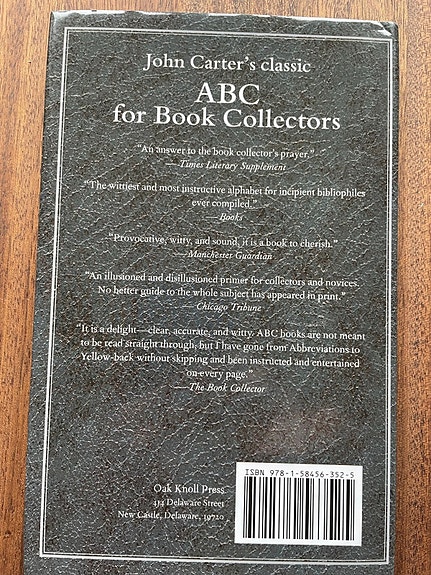 John Carter's classic
ABC
for Book Collectors
"An answer to the book collector's prayer."
—Times Literary Supplement
"The wittiest and most instructive alphabet for incipient bibliophiles
ever compiled."
—Books
"Provocative, witty, and sound, it is a book to cherish."
—Manchester Guardian
"An illusioned and disillusioned primer for collectors and novices.
No better guide to the whole subject has appeared in print."
Chicago Tribune
"It is a delight—clear, accurate, and witty. ABC books are not meant
to be read straight through, but I have gone from Abbreviations to
Yellow-back without skipping and been instructed and entertained
on every page."
—The Book Collector
ISBN 978-1-58456-352-5
Oak Knoll Press
414 Delaware Street
New Castle, Delaware, 19720